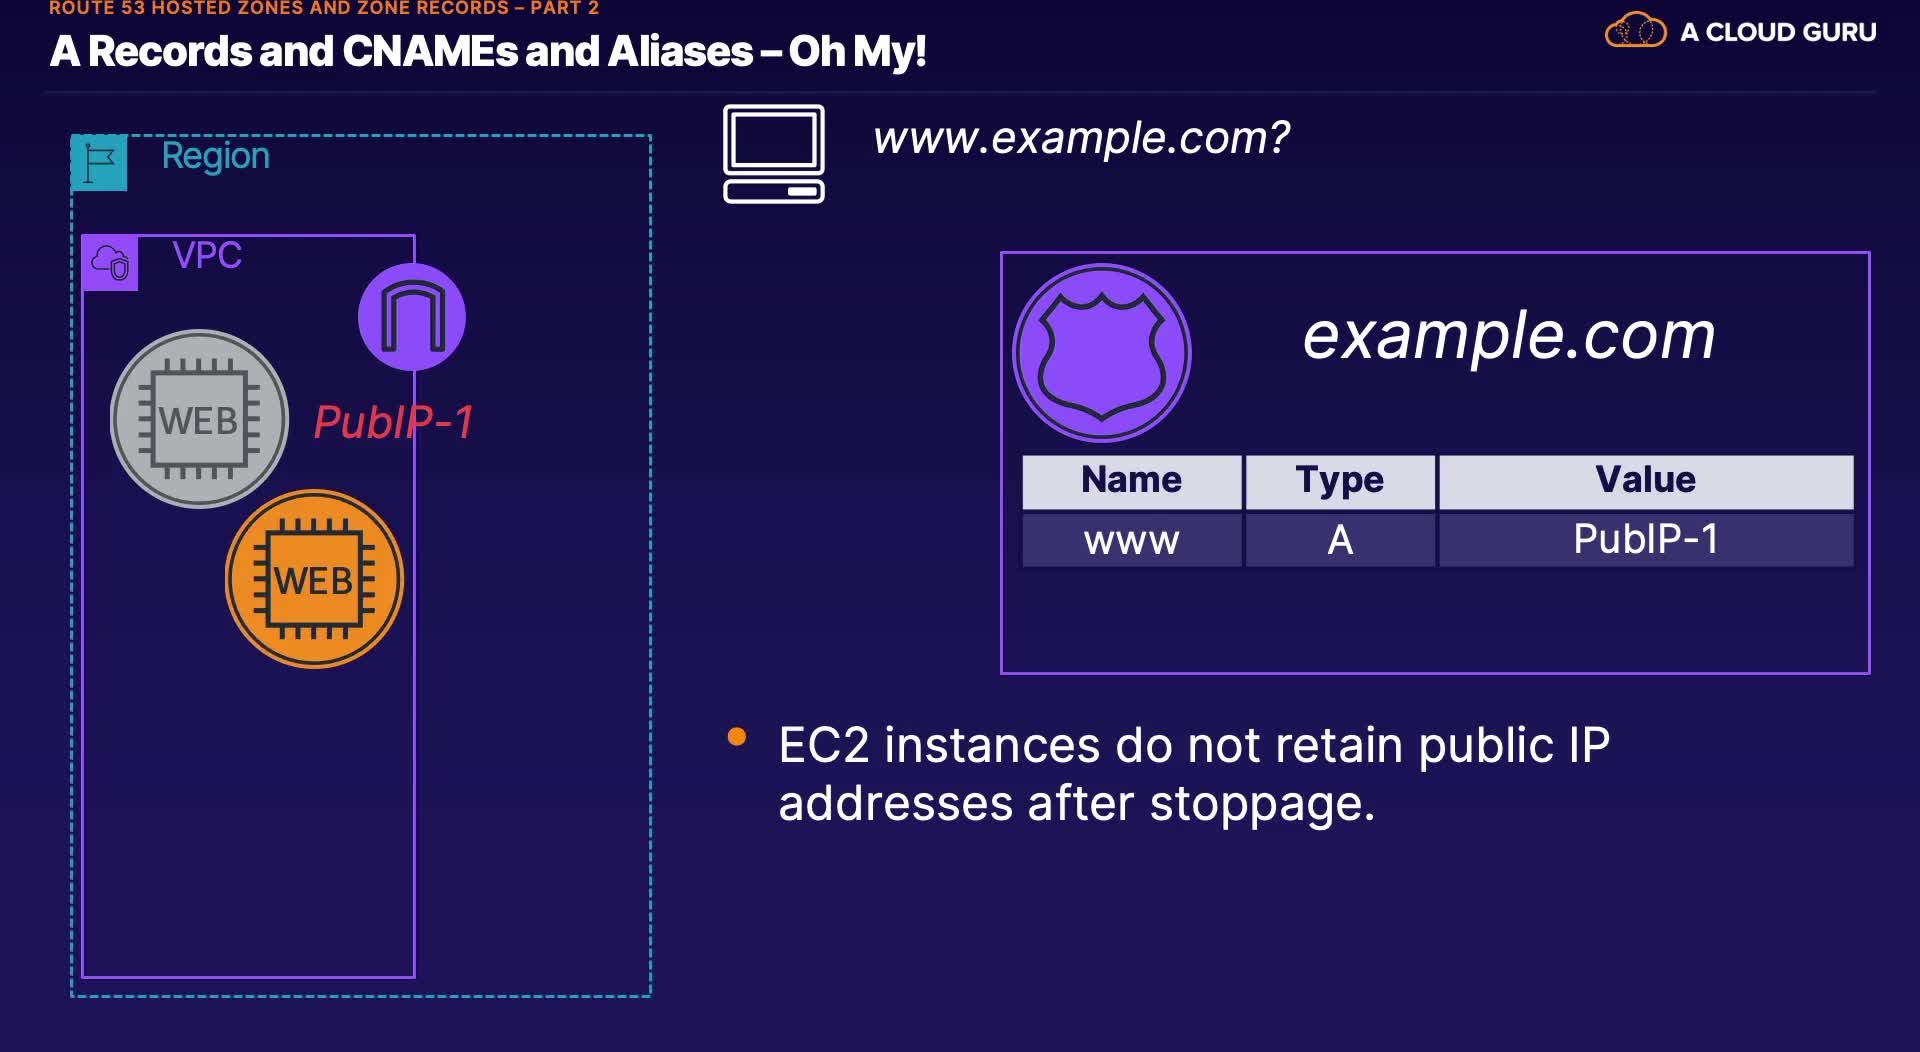 ROUTE 53 HOSTED ZONES AND ZONE RECORDS – PART 2
A Records and CNAMEs and Aliases – Oh My!
A CLOUD GURU
Region
VPC
WEB
PubIP-1
WEB
www.example.com?
example.com
Name Type Value
www A PubIP-1
EC2 instances do not retain public IP
addresses after stoppage.